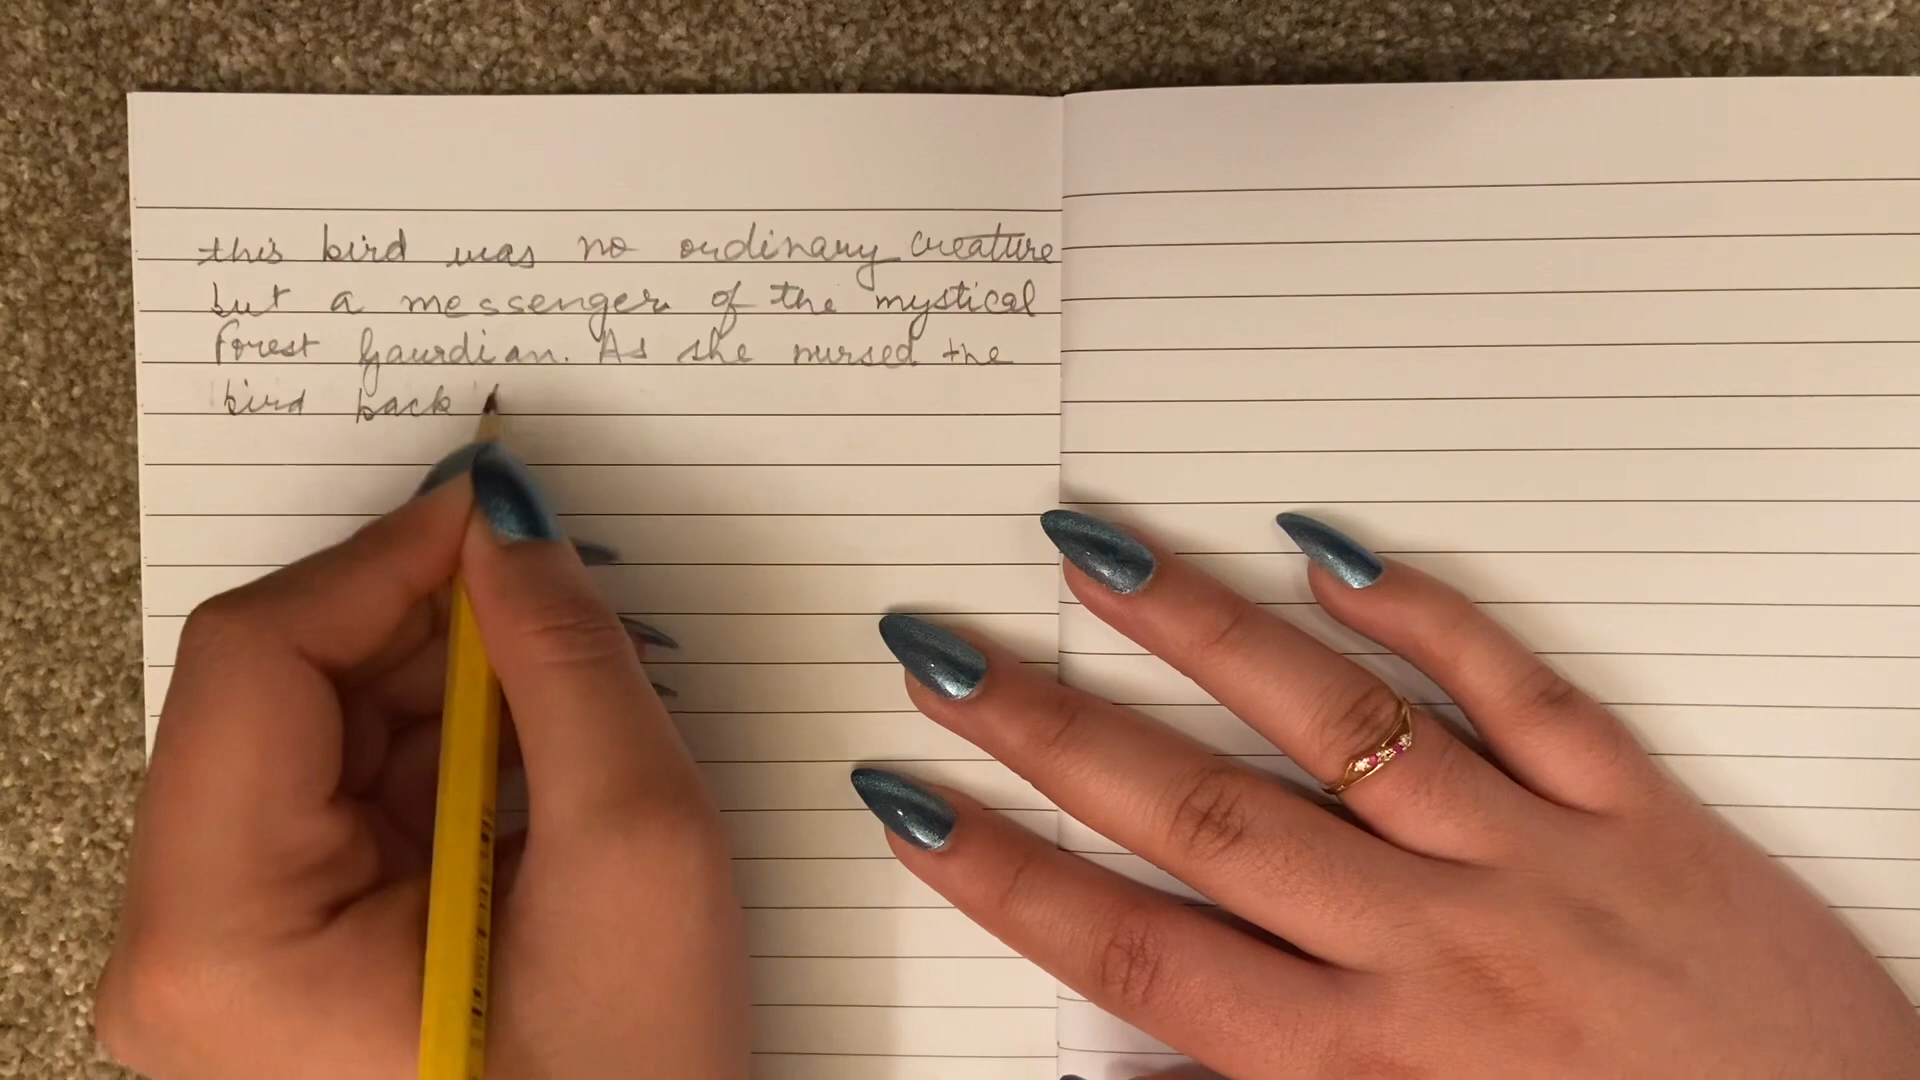 this bird was no ordinary creature
but a messenger of the mystical
forest Gaurdian. As she nursed the
bird back